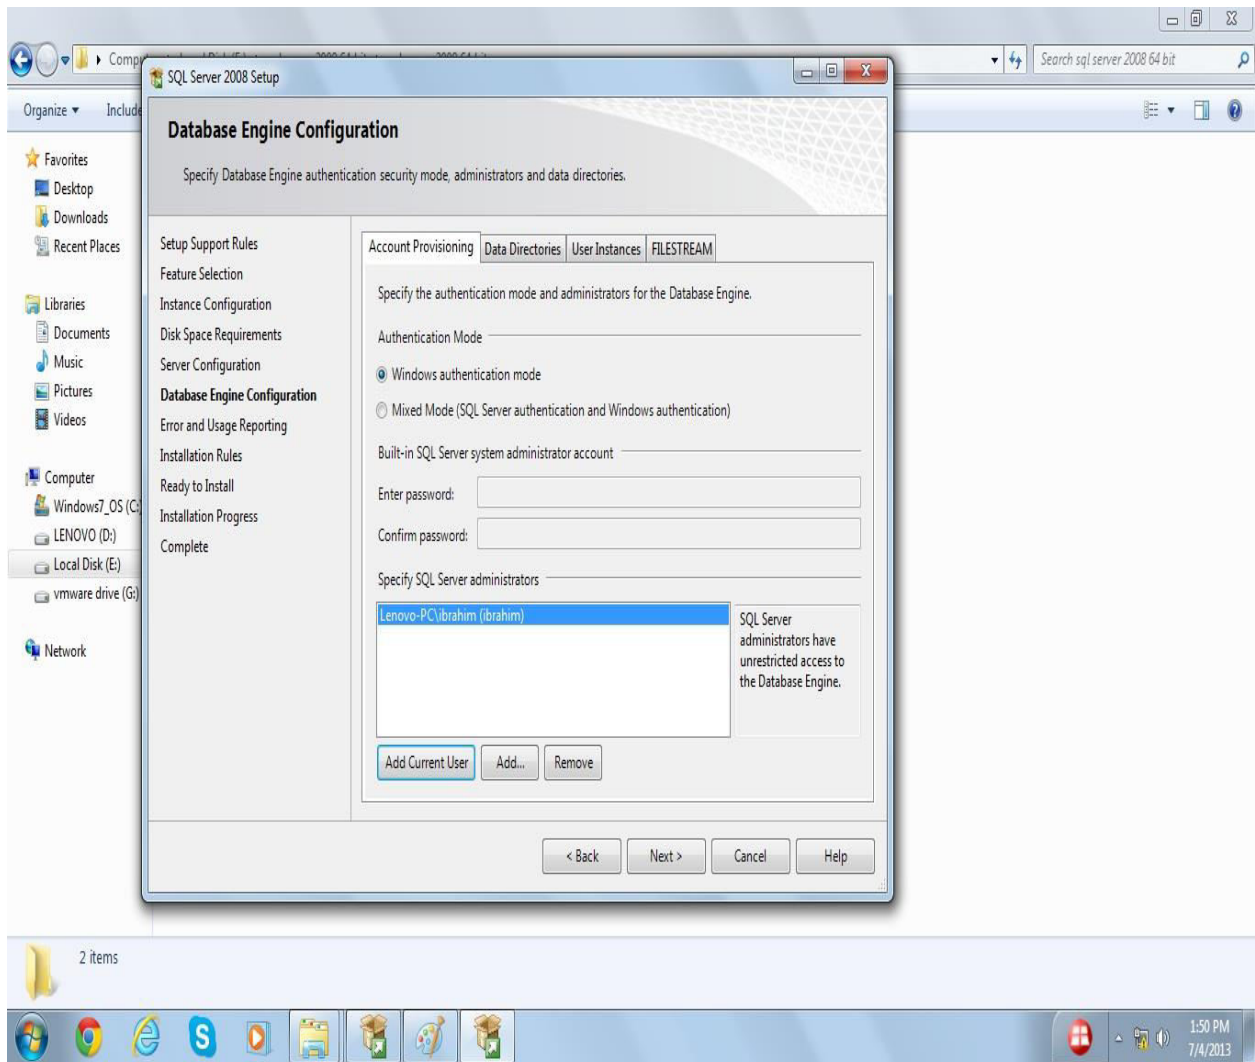 Search sql server 2008 64 bit
SQL Server 2008 Setup
Organize
Include
Database Engine Configuration
Specify Database Engine authentication security mode, administrators and data directories.
Favorites
Desktop
Downloads
Recent Places
Libraries
Documents
Music
Pictures
Videos
Computer
Windows7_OS (C:
LENOVO (D:)
Local Disk (E:)
vmware drive (G:)
Network
Setup Support Rules
Feature Selection
Instance Configuration
Disk Space Requirements
Server Configuration
Database Engine Configuration
Error and Usage Reporting
Installation Rules
Ready to Install
Installation Progress
Complete
Account Provisioning
Data Directories
User Instances
FILESTREAM
Specify the authentication mode and administrators for the Database Engine.
Authentication Mode
Windows authentication mode
Mixed Mode (SQL Server authentication and Windows authentication)
Built-in SQL Server system administrator account
Enter password:
Confirm password:
Specify SQL Server administrators
Lenovo-PC\ibrahim (ibrahim)
SQL Server
administrators have
unrestricted access to
the Database Engine.
Add Current User
Add...
Remove
< Back
Next >
Cancel
Help
2 items
1:50 PM
7/4/2013